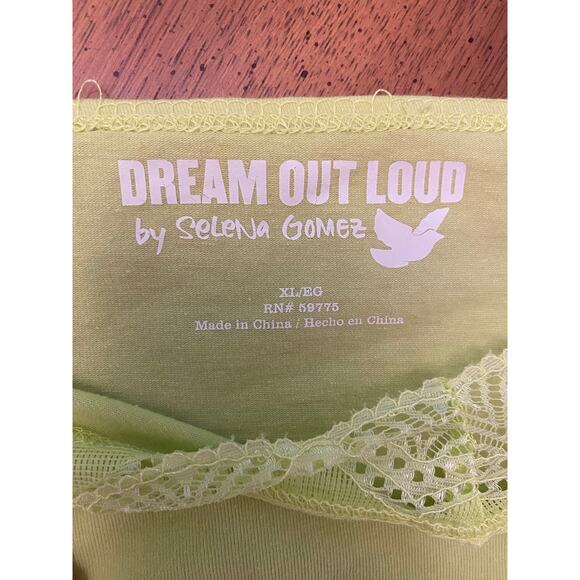 DREAM OUT LOUD
by SELENA GOMEZ
XL/EG
RN# 59775
Made in China / Hecho en China